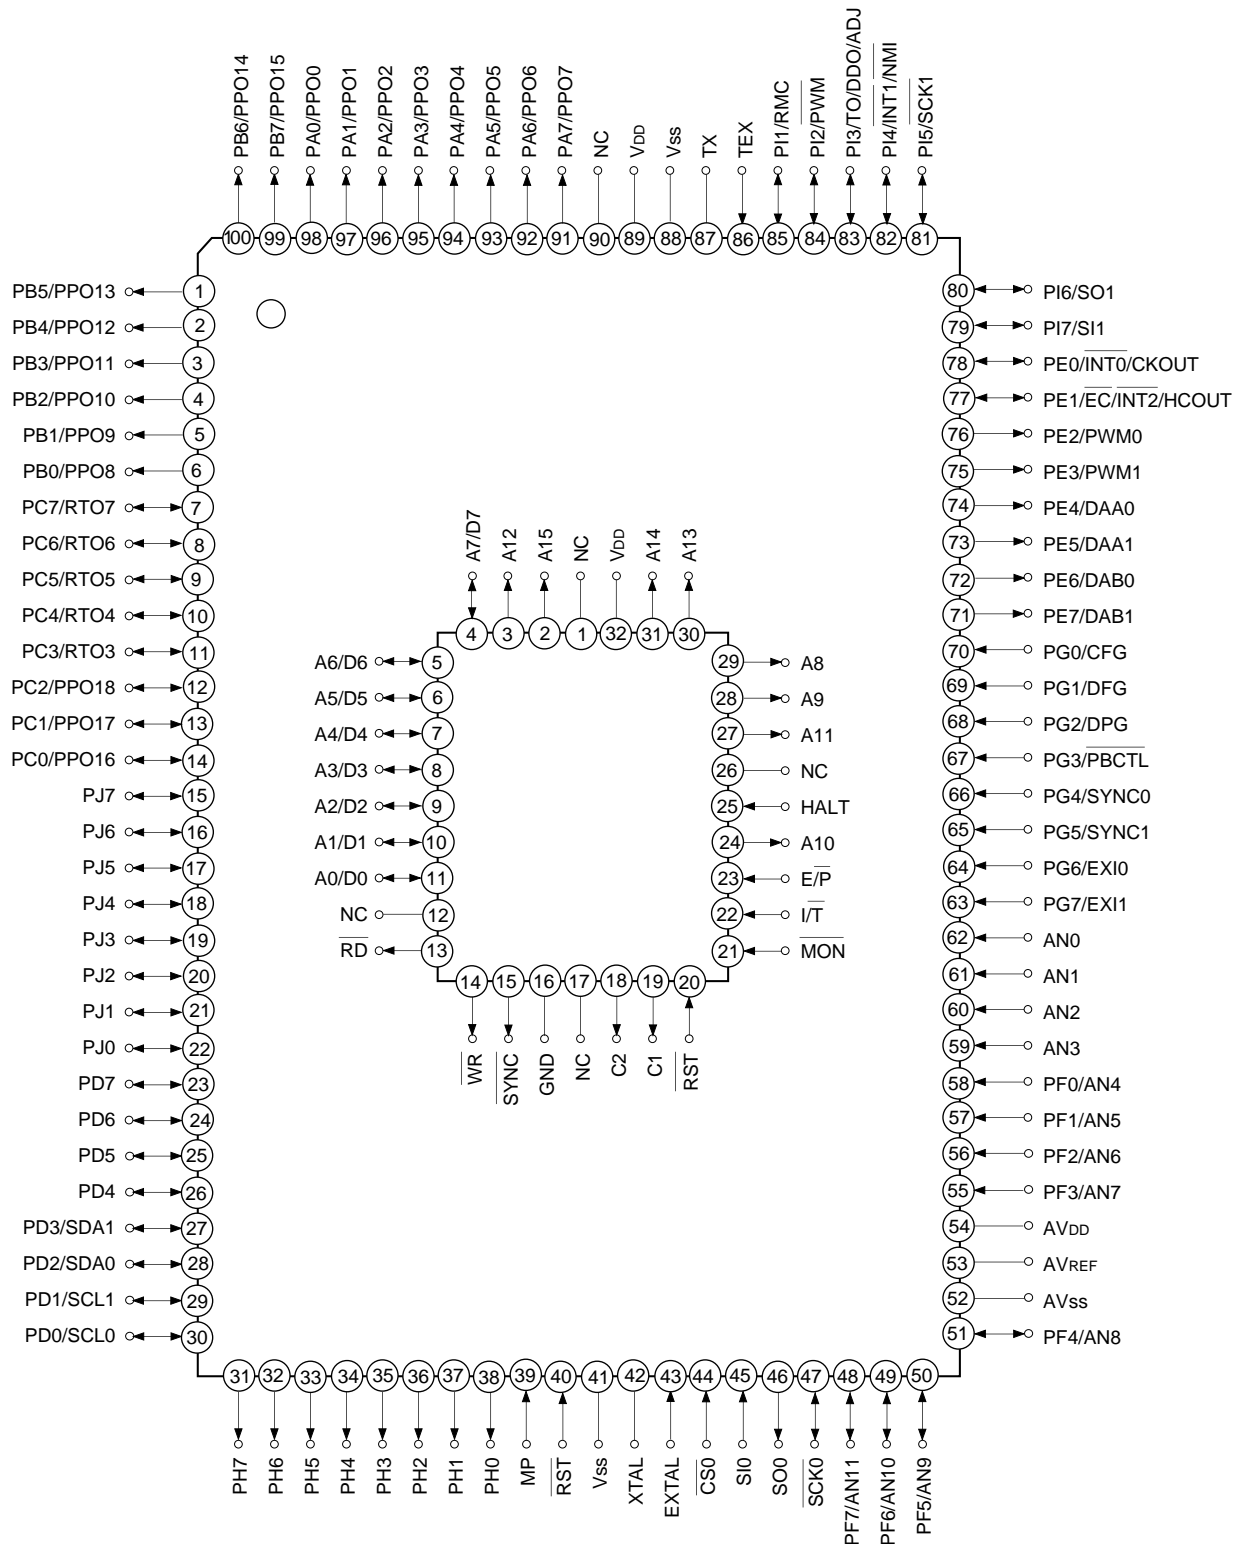 PB6/PPO14
PB7/PPO15
PA0/PPO0
PA1/PPO1
PA2/PPO2
PA3/PPO3
PA4/PPO4
PA5/PPO5
PA6/PPO6
PA7/PPO7
NC
VDD
Vss
TX
TEX
PI1/RMC
PI2/PWM
PI3/TO/DDO/ADJ
PI4/INT1/NMI
PI5/SCK1
100 99 98 97 96 95 94 93 92 91 90 89 88 87 86 85 84 83 82 81
PB5/PPO13 1
PB4/PPO12 2
PB3/PPO11 3
PB2/PPO10 4
PB1/PPO9 5
PB0/PPO8 6
PC7/RTO7 7
PC6/RTO6 8
PC5/RTO5 9
PC4/RTO4 10
PC3/RTO3 11
PC2/PPO18 12
PC1/PPO17 13
PC0/PPO16 14
PJ7 15
PJ6 16
PJ5 17
PJ4 18
PJ3 19
PJ2 20
PJ1 21
PJ0 22
PD7 23
PD6 24
PD5 25
PD4 26
PD3/SDA1 27
PD2/SDA0 28
PD1/SCL1 29
PD0/SCL0 30
A7/D7
A12
A15
NC
VDD
A14
A13
4 3 2 1 32 31 30
A6/D6 5
A5/D5 6
A4/D4 7
A3/D3 8
A2/D2 9
A1/D1 10
A0/D0 11
NC 12
RD 13
29 A8
28 A9
27 A11
26 NC
25 HALT
24 A10
23 E/P
22 I/T
21 MON
14 15 16 17 18 19 20
WR
SYNC
GND
NC
C2
C1
RST
80 PI6/SO1
79 PI7/SI1
78 PE0/INT0/CKOUT
77 PE1/EC/INT2/HCOUT
76 PE2/PWM0
75 PE3/PWM1
74 PE4/DAA0
73 PE5/DAA1
72 PE6/DAB0
71 PE7/DAB1
70 PG0/CFG
69 PG1/DFG
68 PG2/DPG
67 PG3/PBCTL
66 PG4/SYNC0
65 PG5/SYNC1
64 PG6/EXI0
63 PG7/EXI1
62 AN0
61 AN1
60 AN2
59 AN3
58 PF0/AN4
57 PF1/AN5
56 PF2/AN6
55 PF3/AN7
54 AVDD
53 AVREF
52 AVss
51 PF4/AN8
31 32 33 34 35 36 37 38 39 40 41 42 43 44 45 46 47 48 49 50
PH7
PH6
PH5
PH4
PH3
PH2
PH1
PH0
MP
RST
Vss
XTAL
EXTAL
CS0
SI0
SO0
SCK0
PF7/AN11
PF6/AN10
PF5/AN9